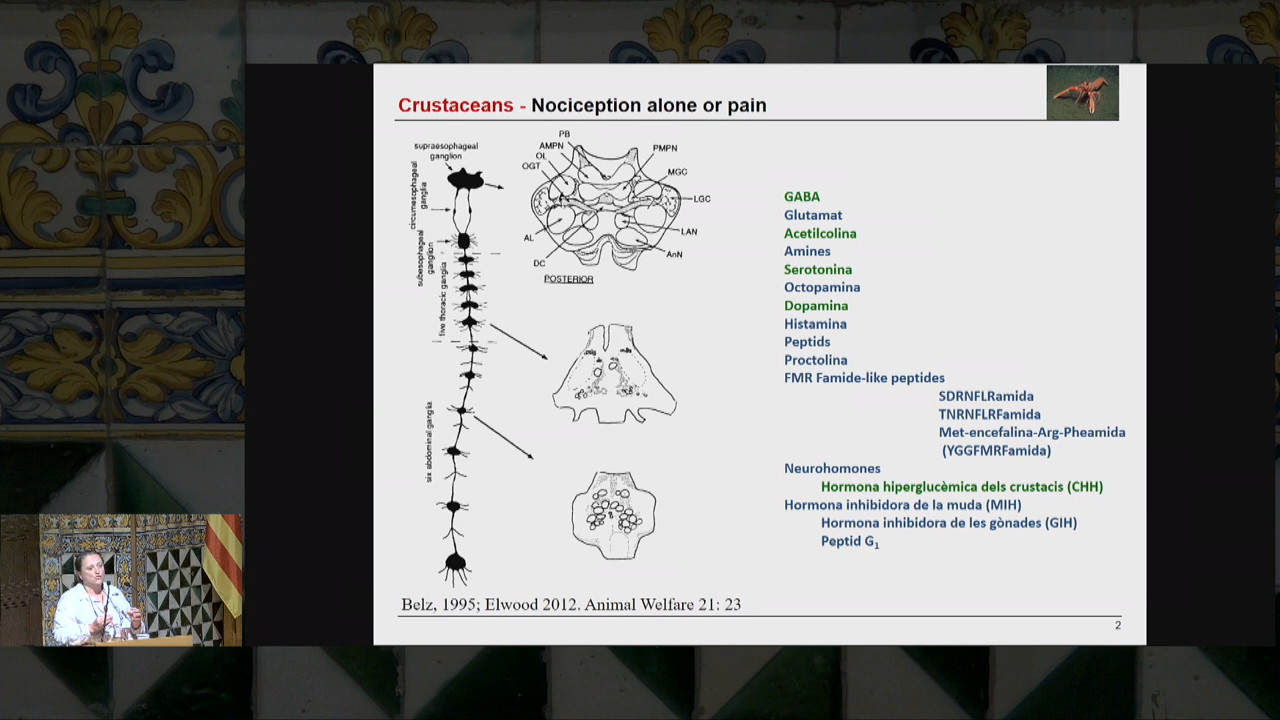 Crustaceans - Nociception alone or pain
supraesophageal
ganglion
circumesophageal
ganglia
subesophageal
ganglion
five thoracic ganglia
six abdominal ganglia
PB
AMPN
OL
OGT
PMPN
MGC
LGC
LAN
AnN
AL
DC
POSTERIOR
GABA
Glutamat
Acetilcolina
Amines
Serotonina
Octopamina
Dopamina
Histamina
Peptids
Proctolina
FMR Famide-like peptides
SDRNFLRamida
TNRNFLRFamida
Met-encefalina-Arg-Pheamida
(YGGFMRFamida)
Neurohomones
Hormona hiperglucèmica dels crustacis (CHH)
Hormona inhibidora de la muda (MIH)
Hormona inhibidora de les gònades (GIH)
Peptid G1
Belz, 1995; Elwood 2012. Animal Welfare 21: 23
2